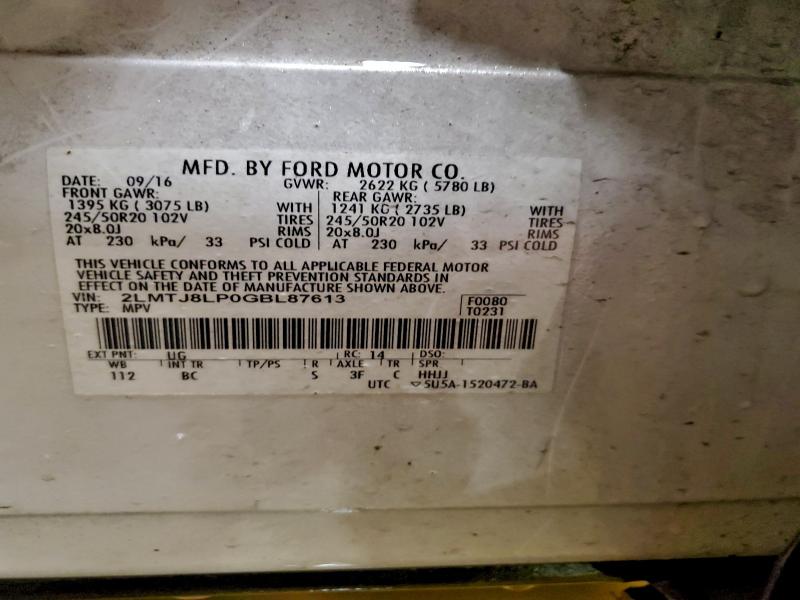 MFD. BY FORD MOTOR CO.
DATE: 09/16 GVWR: 2622 KG ( 5780 LB)
FRONT GAWR: REAR GAWR:
1395 KG ( 3075 LB) WITH 1241 KG ( 2735 LB) WITH
245/50R20 102V TIRES 245/50R20 102V TIRES
20x8.0J RIMS 20x8.0J RIMS
AT 230 kPa/ 33 PSI COLD AT 230 kPa/ 33 PSI COLD
THIS VEHICLE CONFORMS TO ALL APPLICABLE FEDERAL MOTOR
VEHICLE SAFETY AND THEFT PREVENTION STANDARDS IN
EFFECT ON THE DATE OF MANUFACTURE SHOWN ABOVE.
VIN: 2LMTJ8LP0GBL87613 F0080
TYPE: MPV T0231
EXT PNT: UG RC: 14 DSO:
WB INT TR TP/PS R AXLE TR SPR
112 BC S 3F C HHJJ
UTC ▽5U5A-1520472-BA